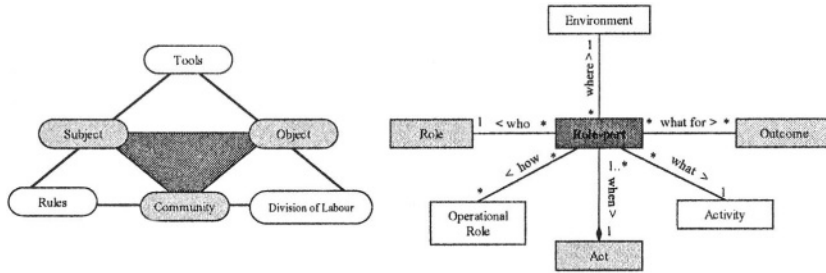 Tools
Subject
Object
Rules
Community
Division of Labour
Environment
1
where >
*
Role
1 < who *
Role-part
* what for > *
Outcome
< how *
*
1..*
when <
1
* what >
1
Operational
Role
Activity
Act